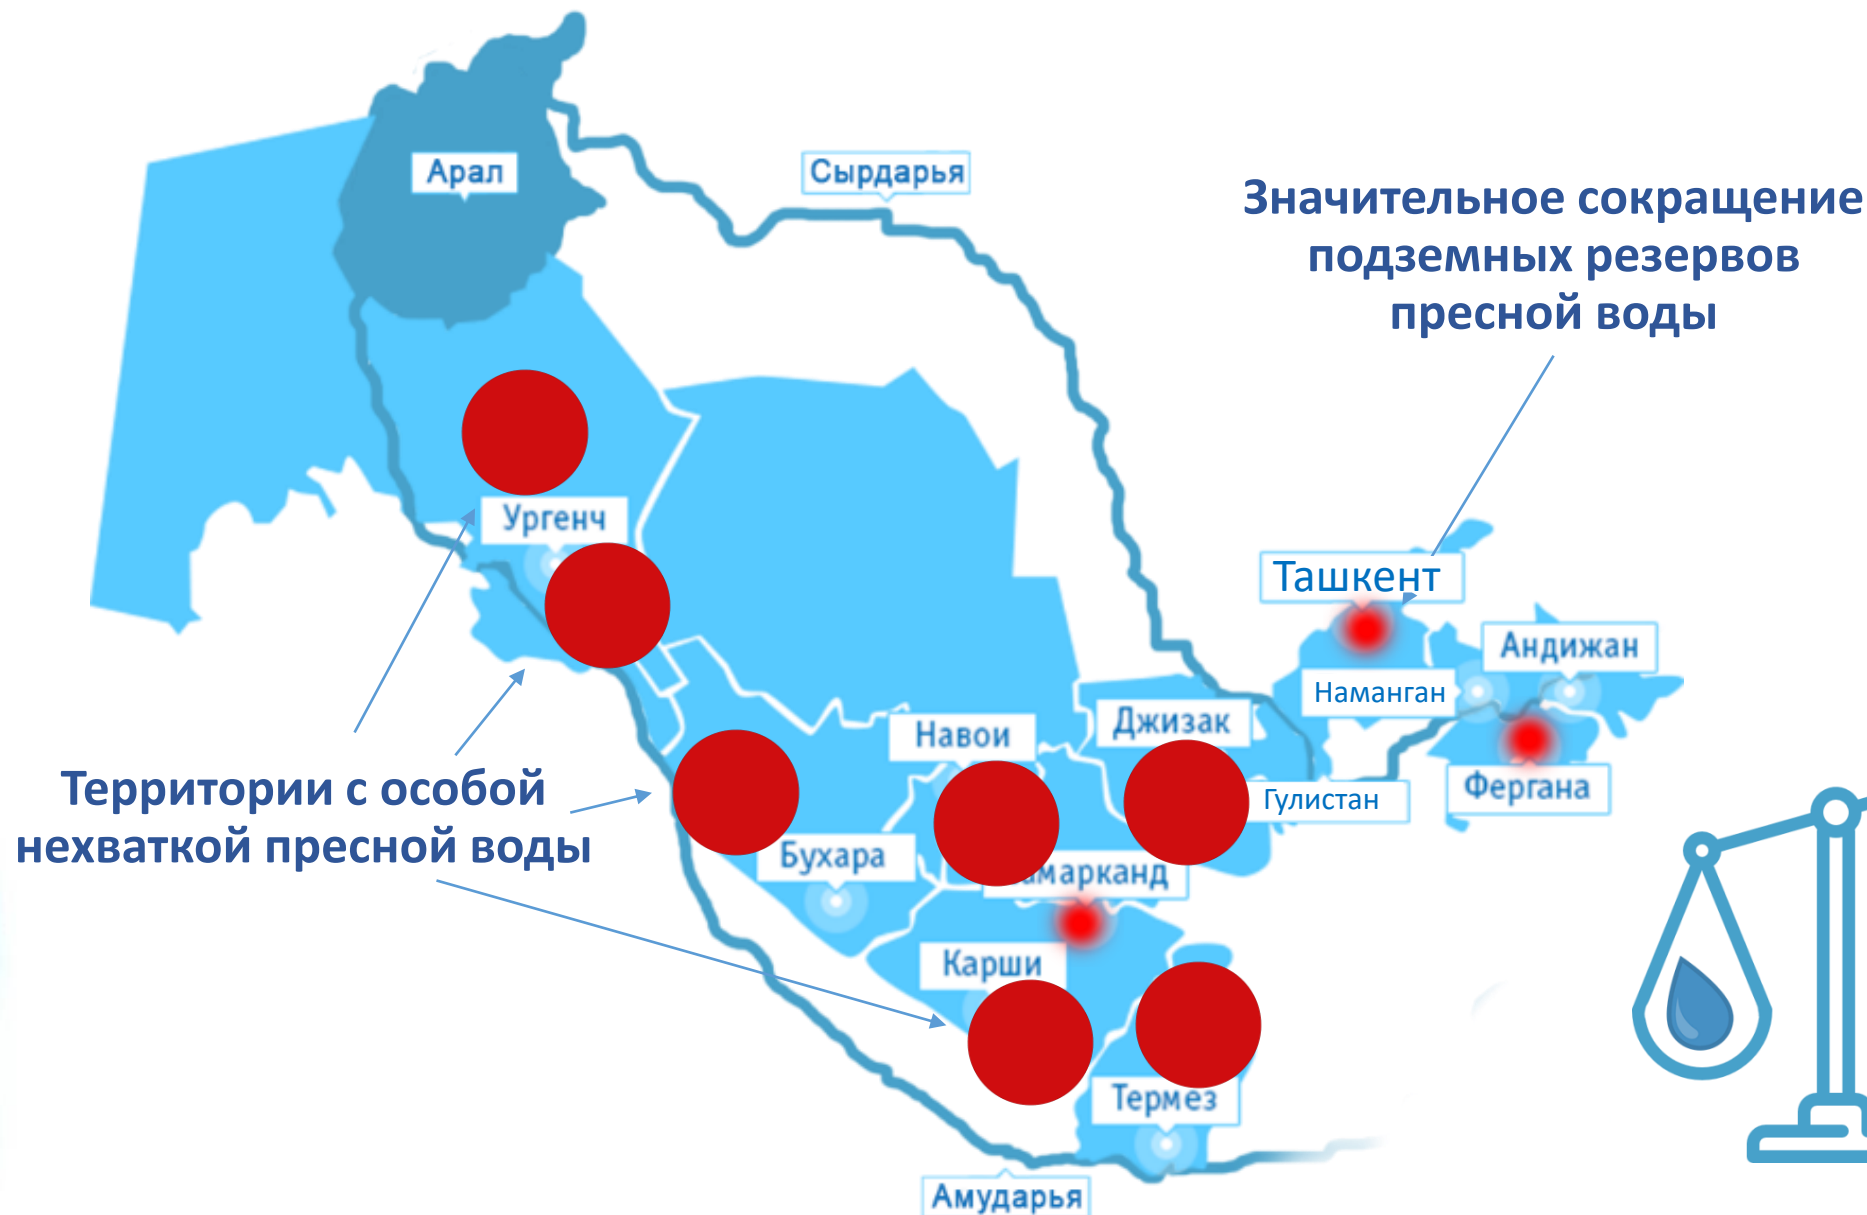 Арал
Сырдарья
Значительное сокращение
подземных резервов
пресной воды
Ургенч
Ташкент
Андижан
Наманган
Навои
Джизак
Территории с особой
нехваткой пресной воды
Гулистан
Фергана
Бухара
марканд
Карши
Термез
Амударья